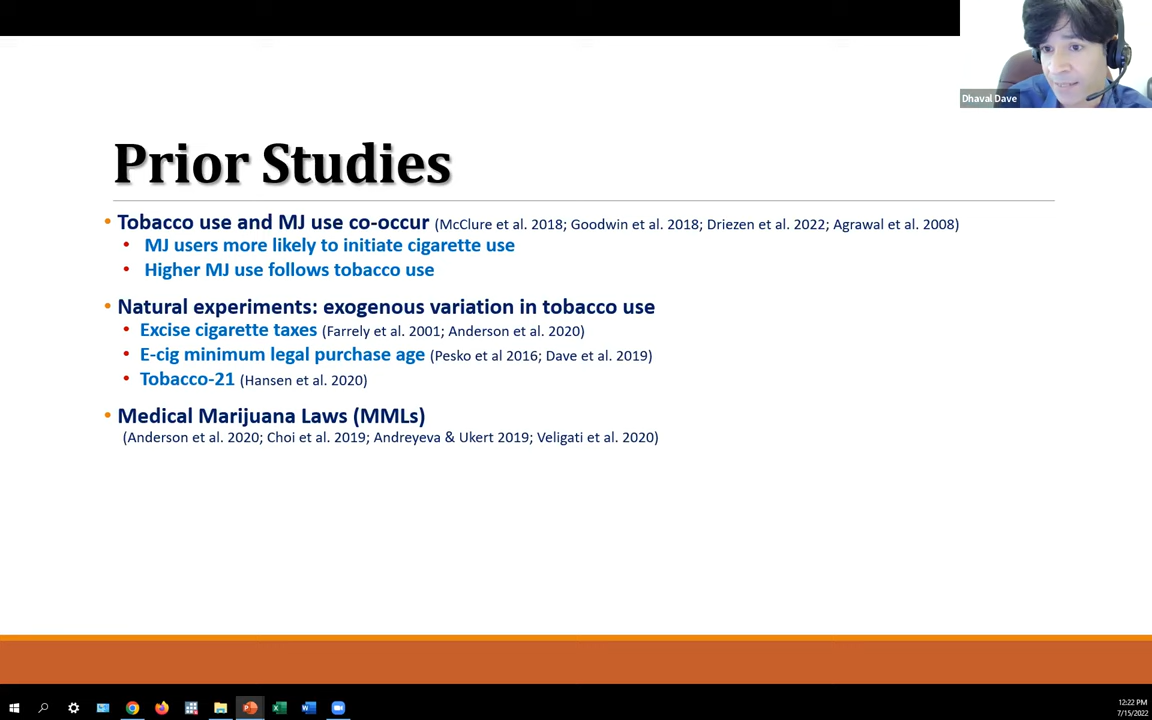 Dhaval Dave
Prior Studies
• Tobacco use and MJ use co-occur (McClure et al. 2018; Goodwin et al. 2018; Driezen et al. 2022; Agrawal et al. 2008)
• MJ users more likely to initiate cigarette use
• Higher MJ use follows tobacco use
• Natural experiments: exogenous variation in tobacco use
• Excise cigarette taxes (Farrely et al. 2001; Anderson et al. 2020)
• E-cig minimum legal purchase age (Pesko et al 2016; Dave et al. 2019)
• Tobacco-21 (Hansen et al. 2020)
• Medical Marijuana Laws (MMLs)
(Anderson et al. 2020; Choi et al. 2019; Andreyeva & Ukert 2019; Veligati et al. 2020)
12:22 PM
7/15/2022